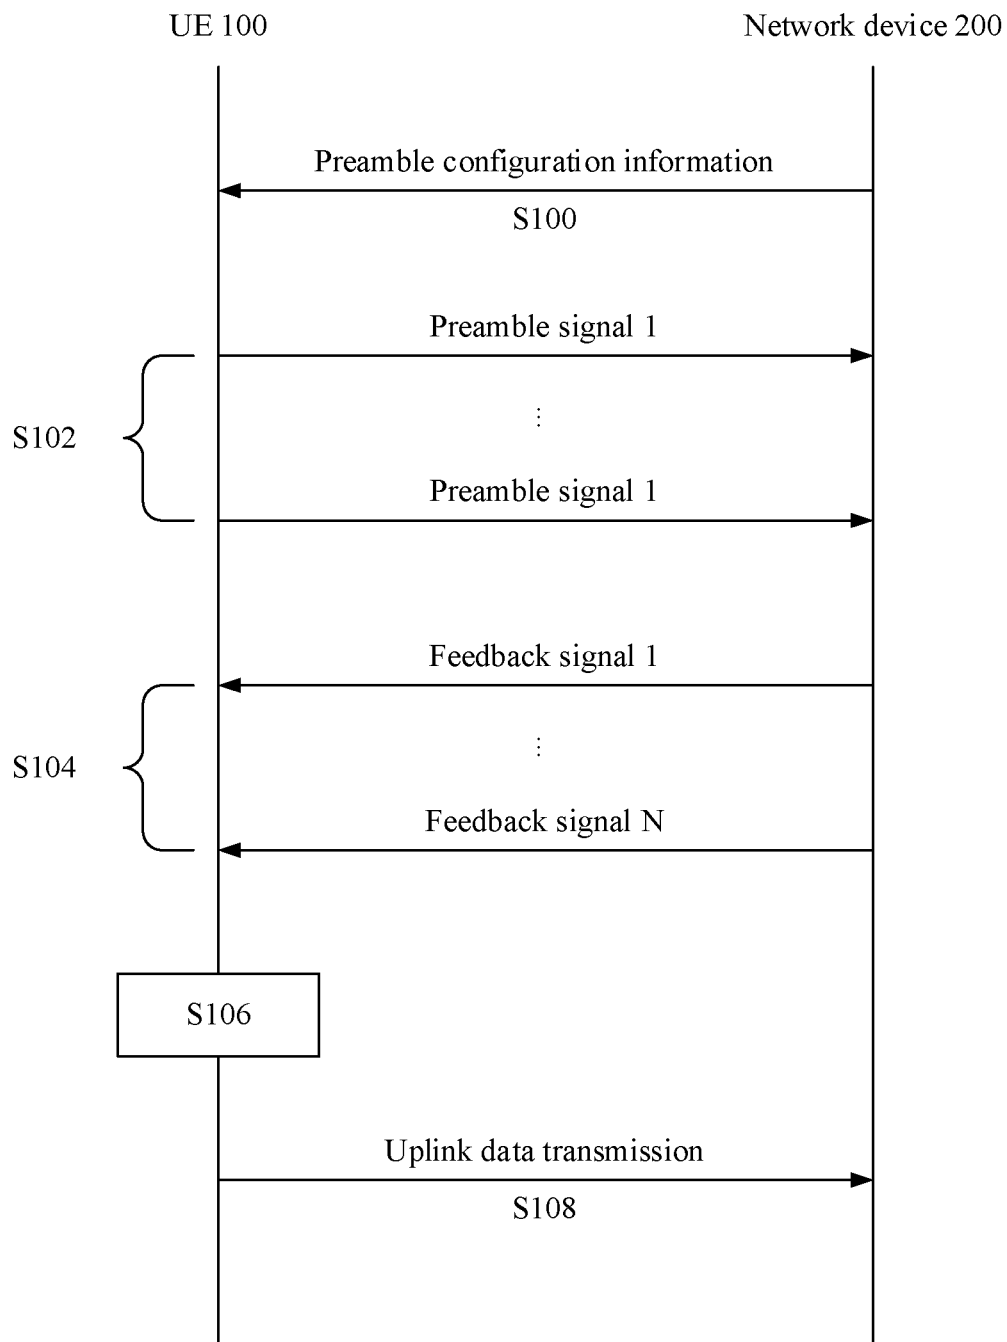 UE 100
Network device 200
Preamble configuration information
S100
Preamble signal 1
⋮
S102
Preamble signal 1
Feedback signal 1
⋮
S104
Feedback signal N
S106
Uplink data transmission
S108